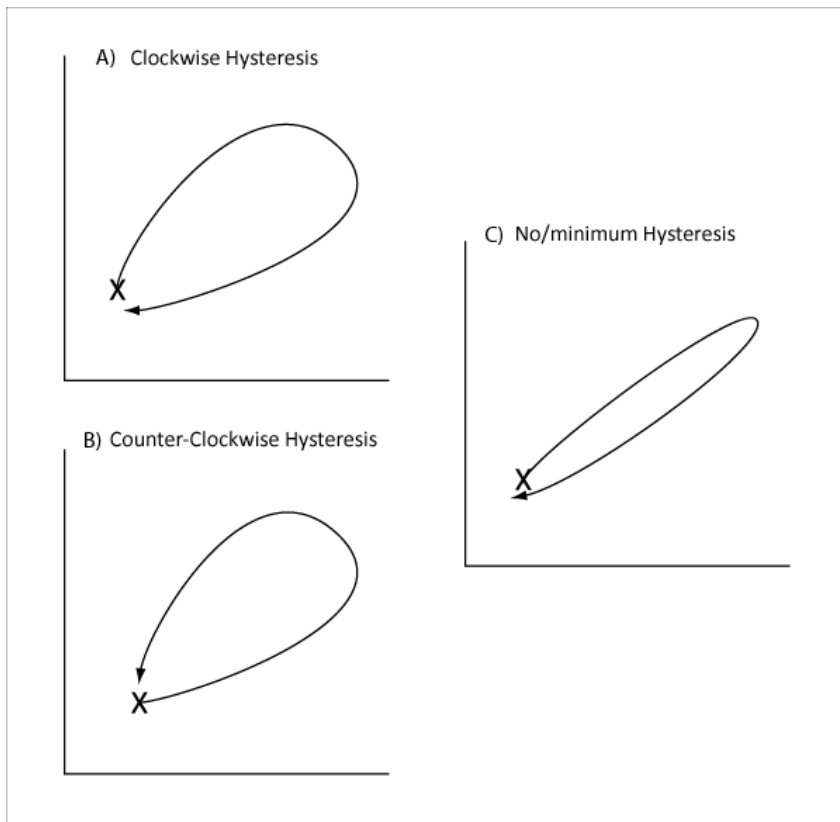 A) Clockwise Hysteresis
X
B) Counter-Clockwise Hysteresis
X
C) No/minimum Hysteresis
X